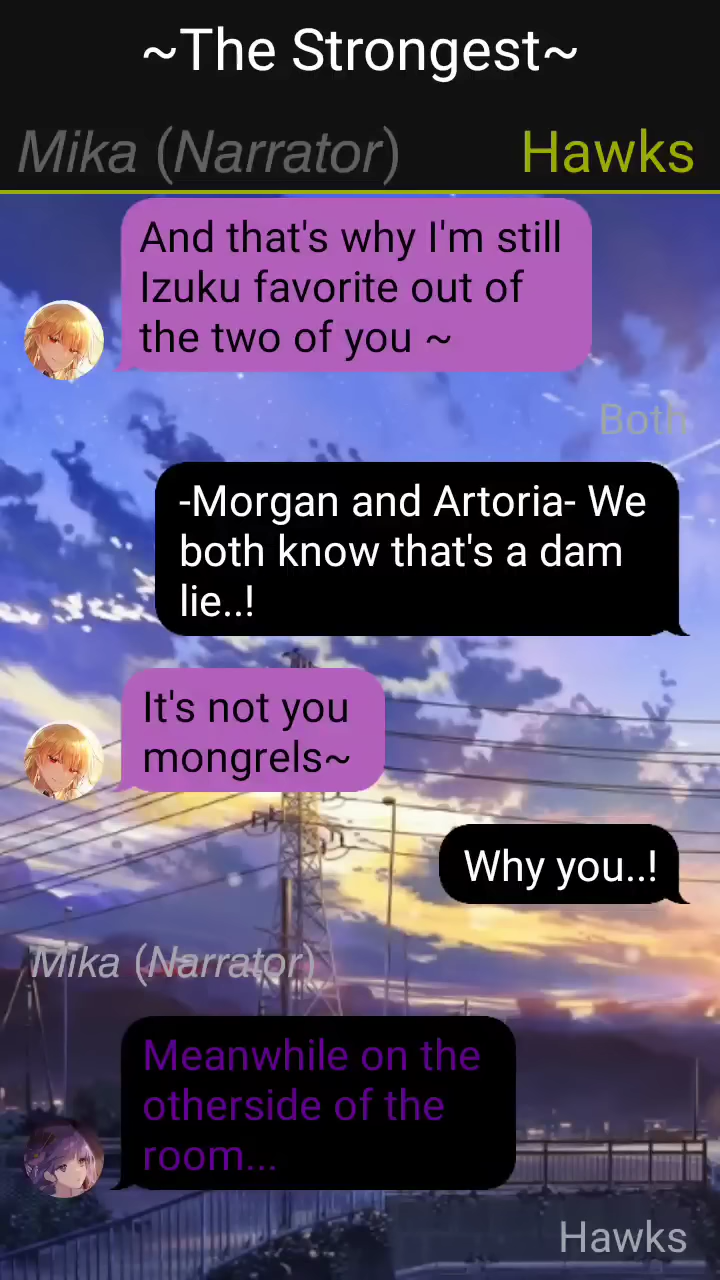 ~The Strongest~
Mika (Narrator) Hawks
And that's why I'm still
Izuku favorite out of
the two of you ~
Both
-Morgan and Artoria- We
both know that's a dam
lie..!
It's not you
mongrels~
Why you..!
Mika (Narrator)
Meanwhile on the
otherside of the
room...
Hawks